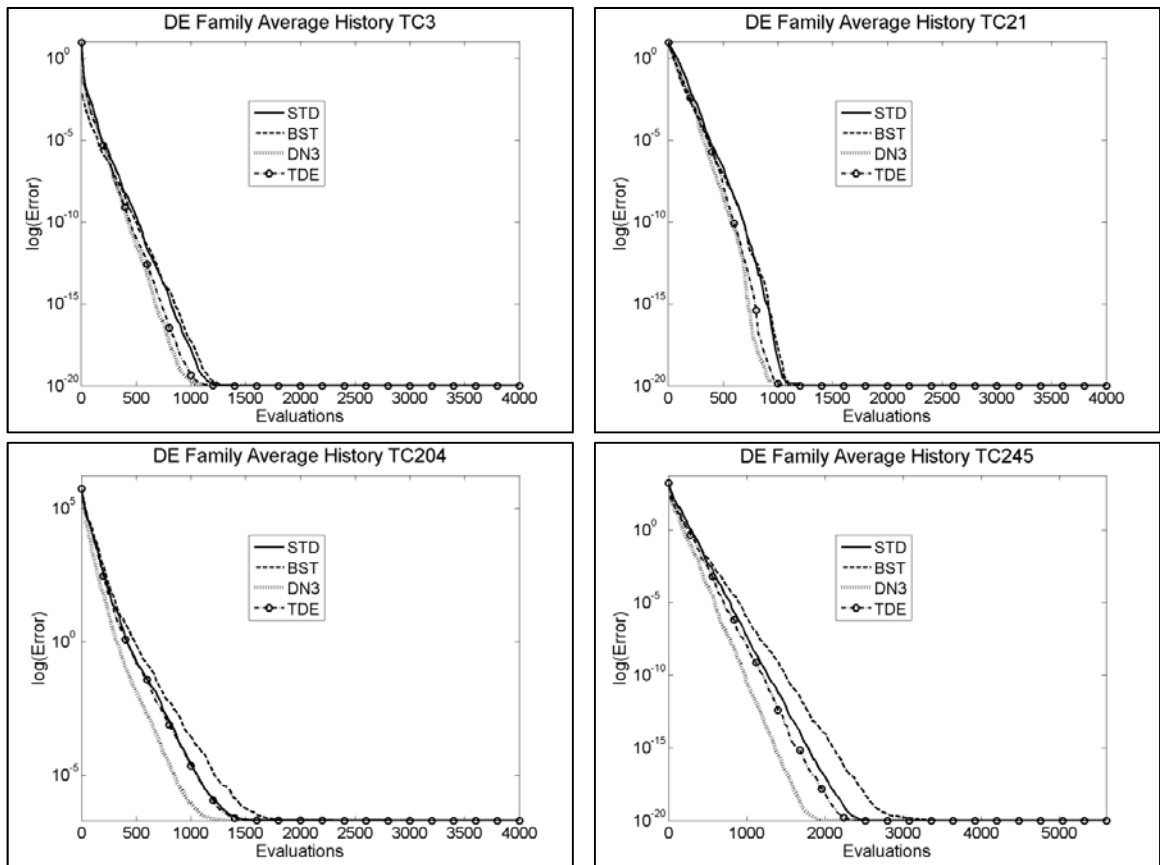 DE Family Average History TC3
10^0
10^-5
10^-10
10^-15
10^-20
log(Error)
STD
BST
DN3
TDE
0 500 1000 1500 2000 2500 3000 3500 4000
Evaluations
DE Family Average History TC21
10^0
10^-5
10^-10
10^-15
10^-20
log(Error)
STD
BST
DN3
TDE
0 500 1000 1500 2000 2500 3000 3500 4000
Evaluations
DE Family Average History TC204
10^5
10^0
10^-5
log(Error)
STD
BST
DN3
TDE
0 500 1000 1500 2000 2500 3000 3500 4000
Evaluations
DE Family Average History TC245
10^0
10^-5
10^-10
10^-15
10^-20
log(Error)
STD
BST
DN3
TDE
0 1000 2000 3000 4000 5000
Evaluations